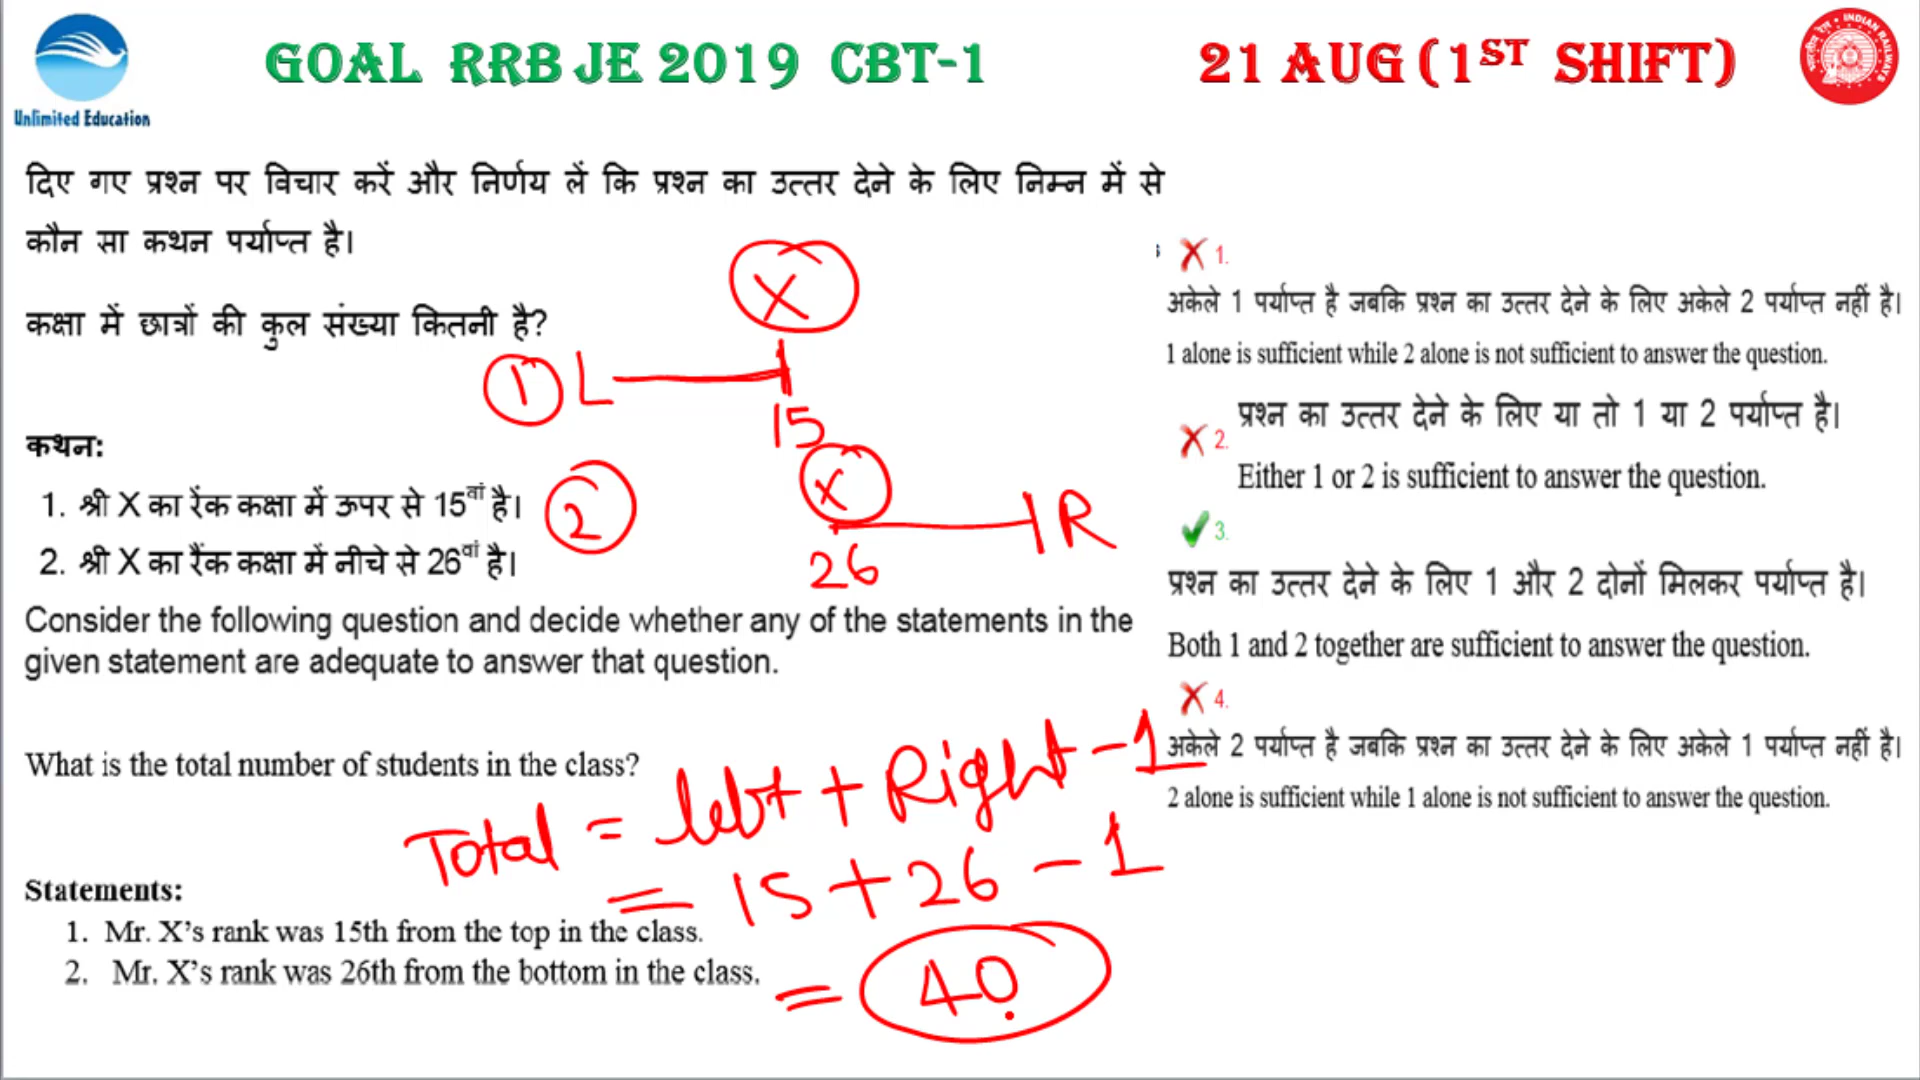 Unlimited Education
GOAL RRB JE 2019 CBT-1
21 AUG (1ST SHIFT)
दिए गए प्रश्न पर विचार करें और निर्णय लें कि प्रश्न का उत्तर देने के लिए निम्न में से
कौन सा कथन पर्याप्त है।
कक्षा में छात्रों की कुल संख्या कितनी है?
X
1 L
15
कथन:
1. श्री X का रेंक कक्षा में ऊपर से 15वां है।
2. श्री X का रैंक कक्षा में नीचे से 26वां है।
2
X
R
26
Consider the following question and decide whether any of the statements in the
given statement are adequate to answer that question.
What is the total number of students in the class?
Total = left + Right - 1
= 15 + 26 - 1
= 40
Statements:
1. Mr. X's rank was 15th from the top in the class.
2. Mr. X's rank was 26th from the bottom in the class.
1.
अकेले 1 पर्याप्त है जबकि प्रश्न का उत्तर देने के लिए अकेले 2 पर्याप्त नहीं है।
1 alone is sufficient while 2 alone is not sufficient to answer the question.
2. प्रश्न का उत्तर देने के लिए या तो 1 या 2 पर्याप्त है।
Either 1 or 2 is sufficient to answer the question.
3.
प्रश्न का उत्तर देने के लिए 1 और 2 दोनों मिलकर पर्याप्त है।
Both 1 and 2 together are sufficient to answer the question.
4.
अकेले 2 पर्याप्त है जबकि प्रश्न का उत्तर देने के लिए अकेले 1 पर्याप्त नहीं है।
2 alone is sufficient while 1 alone is not sufficient to answer the question.